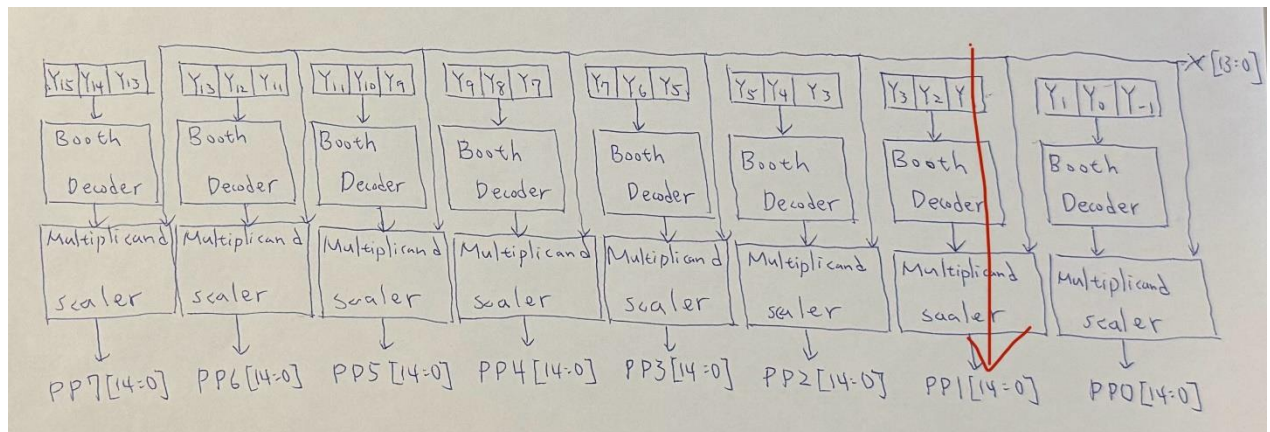 X[13:0]
Y15 Y14 Y13 Y13 Y12 Y11 Y11 Y10 Y9 Y9 Y8 Y7 Y7 Y6 Y5 Y5 Y4 Y3 Y3 Y2 Y Y1 Y0 Y-1
Booth Booth Booth Booth Booth Booth Booth Booth
Decoder Decoder Decoder Decoder Decoder Decoder Decoder Decoder
Multiplicand Multiplicand Multiplicand Multiplicand Multiplicand Multiplicand Multiplicand Multiplicand
scaler scaler scaler scaler scaler scaler scaler scaler
PP7[14:0] PP6[14:0] PP5[14:0] PP4[14:0] PP3[14:0] PP2[14:0] PP1[14:0] PP0[14:0]